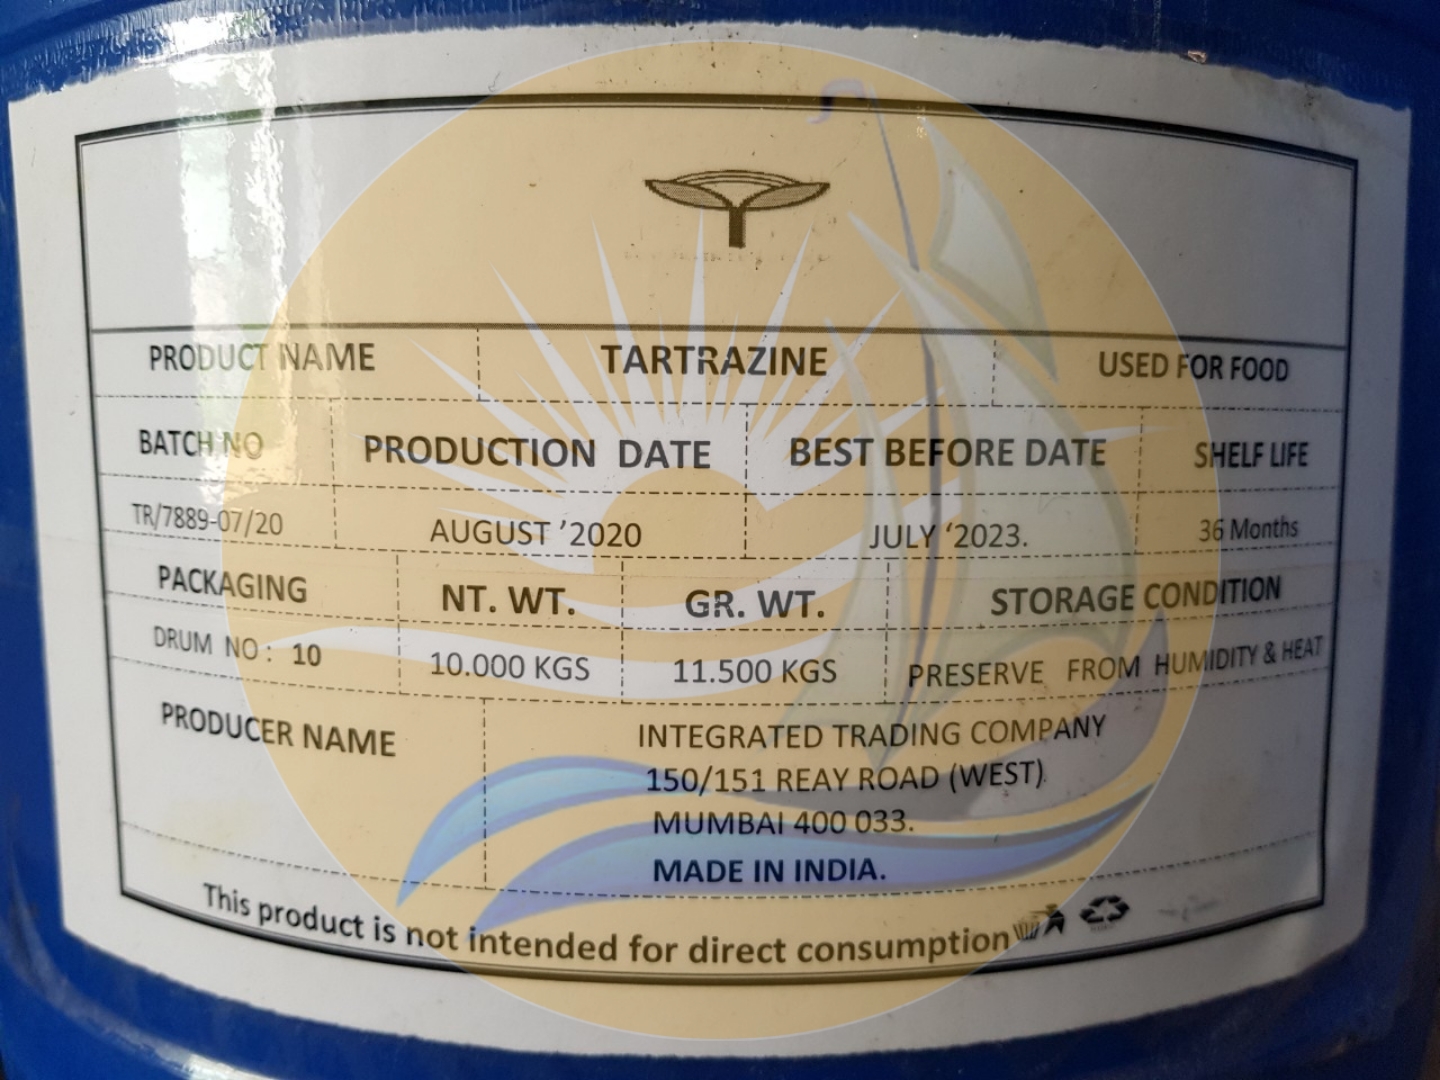 PRODUCT NAME TARTRAZINE USED FOR FOOD
BATCH NO PRODUCTION DATE BEST BEFORE DATE SHELF LIFE
TR/7889-07/20 AUGUST '2020 JULY '2023. 36 Months
PACKAGING NT. WT. GR. WT. STORAGE CONDITION
DRUM NO : 10 10.000 KGS 11.500 KGS PRESERVE FROM HUMIDITY & HEAT
PRODUCER NAME INTEGRATED TRADING COMPANY
150/151 REAY ROAD (WEST)
MUMBAI 400 033.
MADE IN INDIA.
This product is not intended for direct consumption